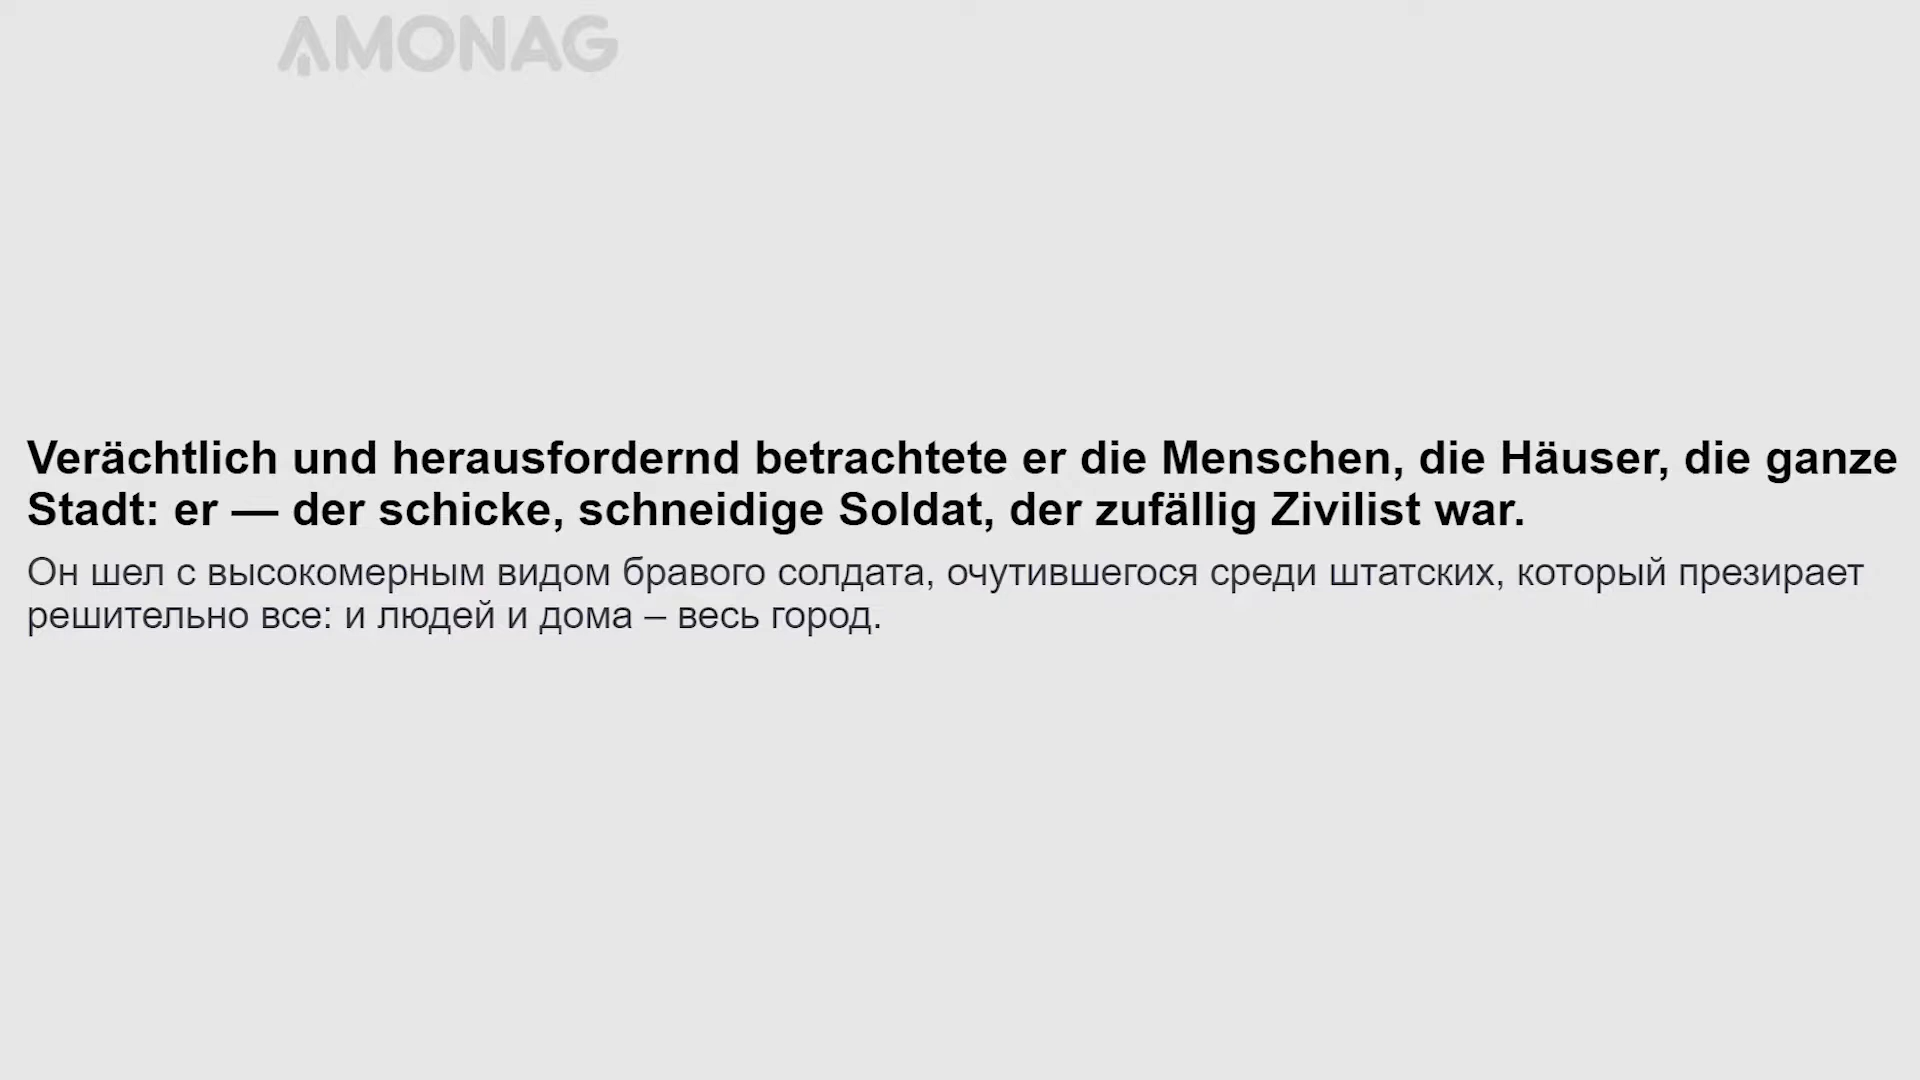 AMONAG
Verächtlich und herausfordernd betrachtete er die Menschen, die Häuser, die ganze
Stadt: er — der schicke, schneidige Soldat, der zufällig Zivilist war.
Он шел с высокомерным видом бравого солдата, очутившегося среди штатских, который презирает
решительно все: и людей и дома – весь город.